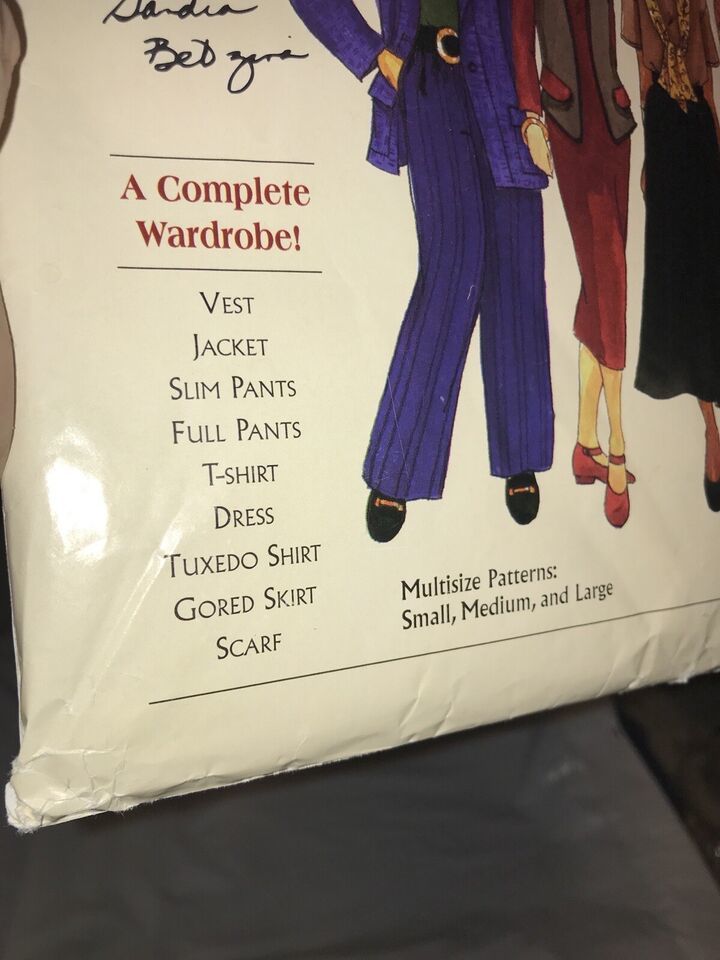 Sandra
Betzina
A Complete
Wardrobe!
VEST
JACKET
SLIM PANTS
FULL PANTS
T-SHIRT
DRESS
TUXEDO SHIRT
GORED SKIRT
SCARF
Multisize Patterns:
Small, Medium, and Large